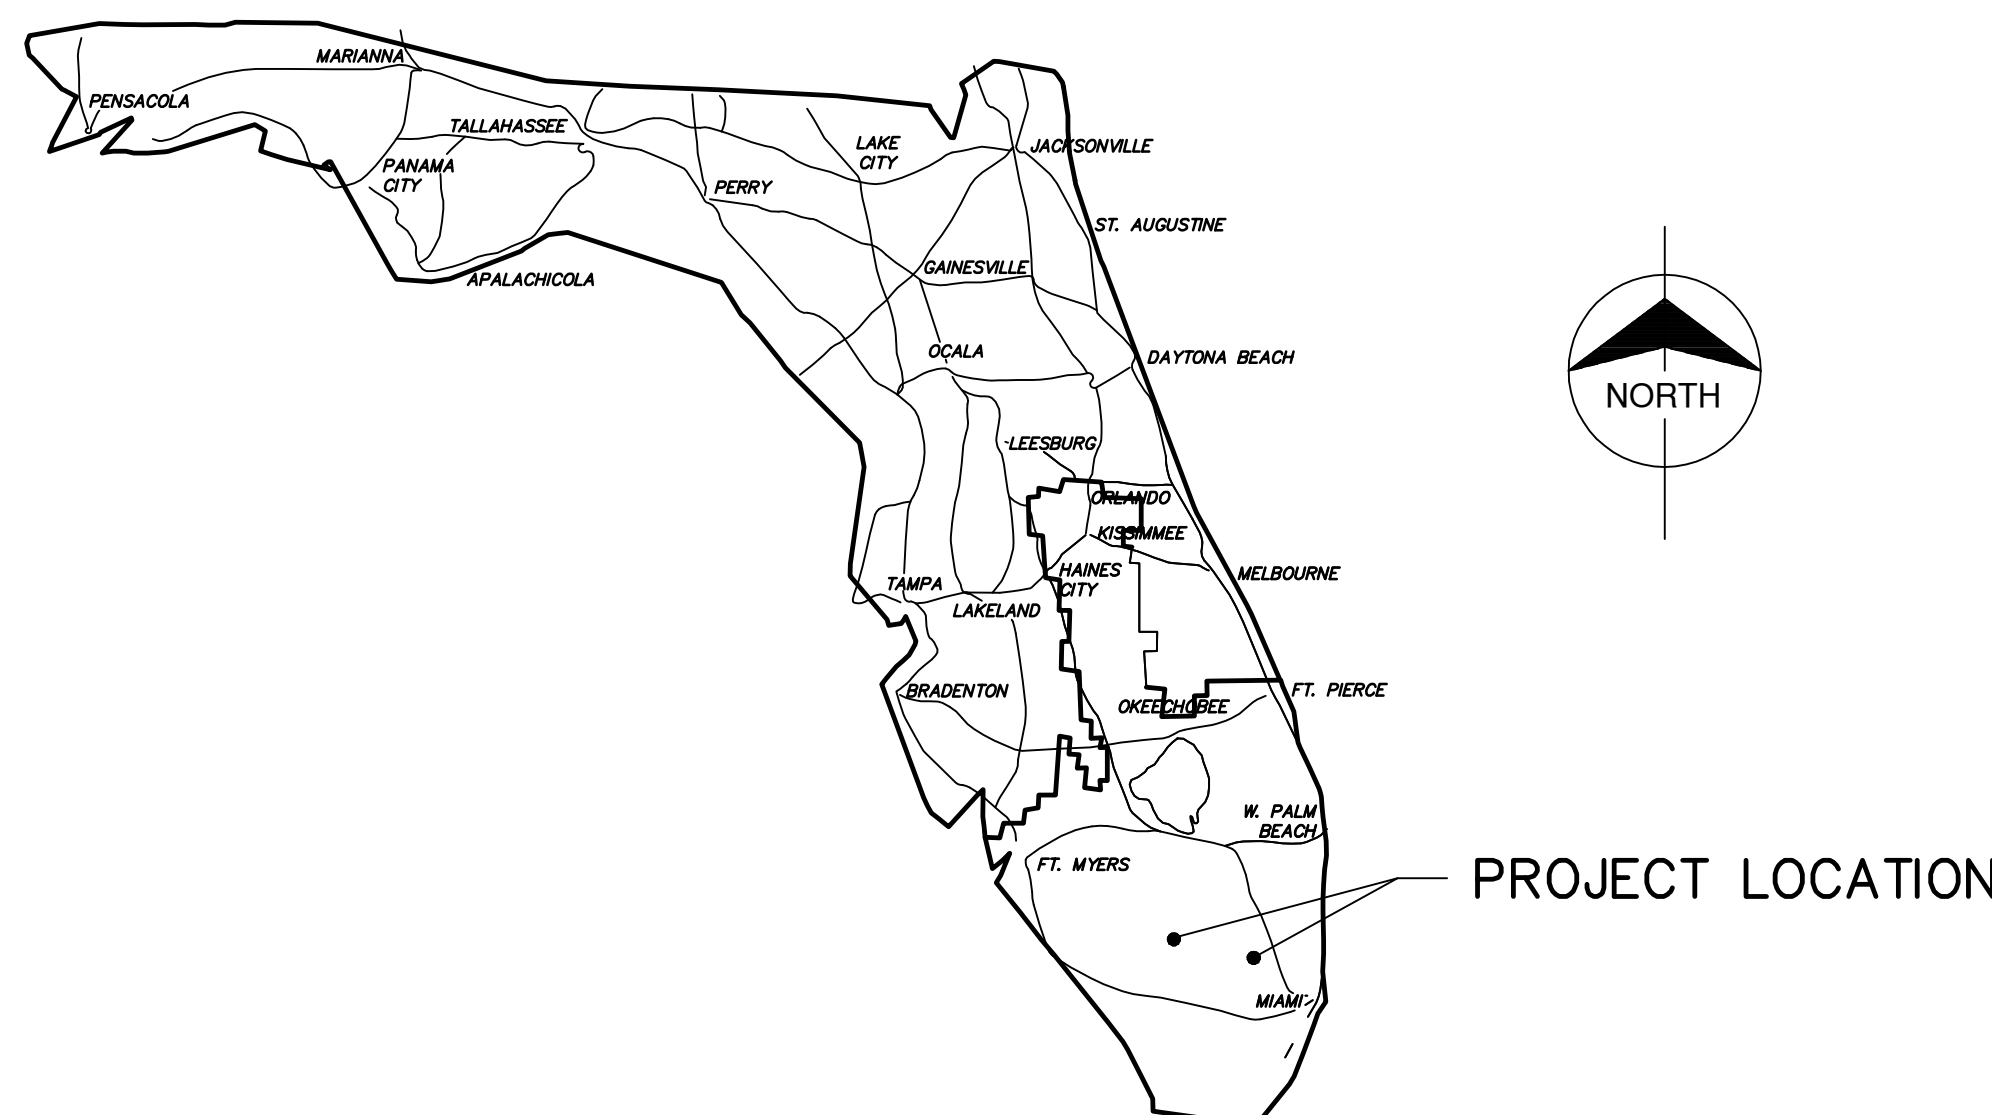 MARIANNA
PENSACOLA
TALLAHASSEE
PANAMA
CITY
LAKE
CITY
JACKSONVILLE
PERRY
ST. AUGUSTINE
GAINESVILLE
APALACHICOLA
OCALA
DAYTONA BEACH
NORTH
LEESBURG
ORLANDO
KISSIMMEE
HAINES
CITY
MELBOURNE
TAMPA
LAKELAND
BRADENTON
FT. PIERCE
OKEECHOBEE
W. PALM
BEACH
FT. MYERS
PROJECT LOCATION
MIAMI